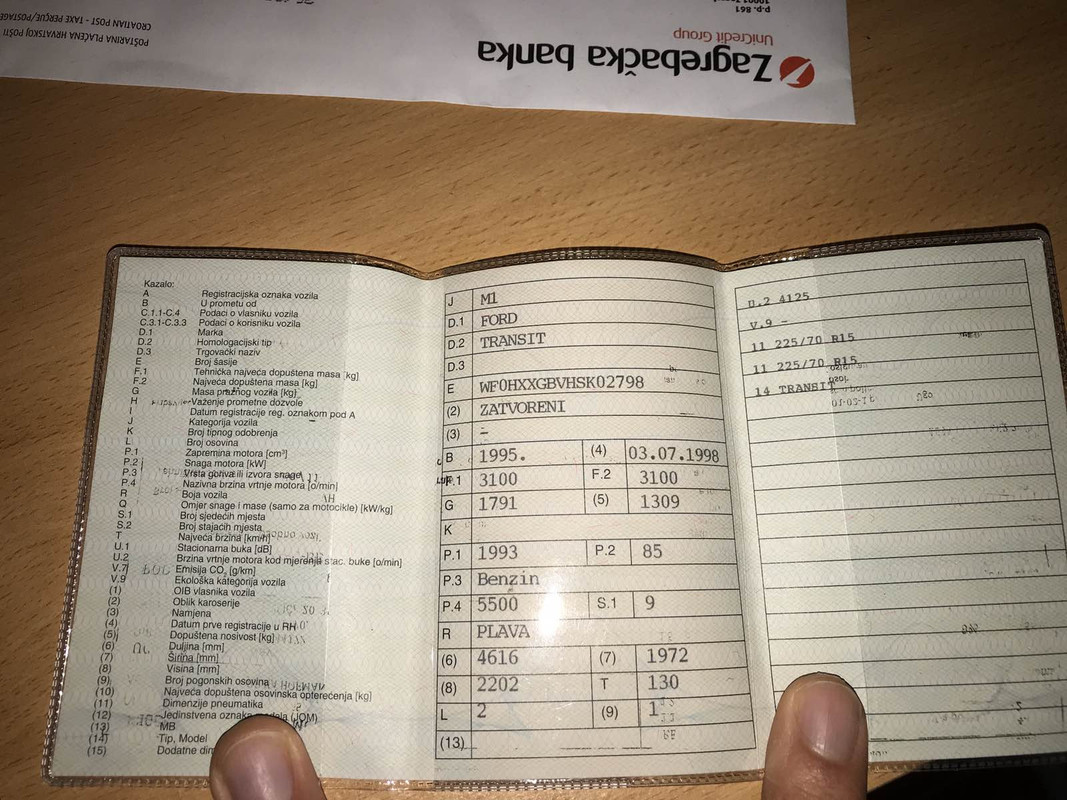 CROATIAN POST - TAXE PERÇUE/POSTAGE
POŠTARINA PLAĆENA HRVATSKOJ POŠTI
p.p. 861
UniCredit Group
Zagrebačka banka
Kazalo:
A Registracijska oznaka vozila
B U prometu od
C.1.1-C.4 Podaci o vlasniku vozila
C.3.1-C.3.3 Podaci o korisniku vozila
D.1 Marka
D.2 Homologacijski tip
D.3 Trgovački naziv
E Broj šasije
F.1 Tehnička najveća dopuštena masa [kg]
F.2 Najveća dopuštena masa [kg]
G Masa praznog vozila [kg]
H Važenje prometne dozvole
I Datum registracije reg. oznakom pod A
J Kategorija vozila
K Broj tipnog odobrenja
L Broj osovina
P.1 Zapremina motora [cm³]
P.2 Snaga motora [kW]
P.3 Vrsta goriva ili izvora snage
P.4 Nazivna brzina vrtnje motora [o/min]
R Boja vozila
Q Omjer snage i mase (samo za motocikle) [kW/kg]
S.1 Broj sjedećih mjesta
S.2 Broj stajaćih mjesta
T Najveća brzina [km/h]
U.1 Stacionarna buka [dB]
U.2 Brzina vrtnje motora kod mjerenja stac. buke [o/min]
V.7 Emisija CO₂ [g/km]
V.9 Ekološka kategorija vozila
(1) OIB vlasnika vozila
(2) Oblik karoserije
(3) Namjena
(4) Datum prve registracije u RH
(5) Dopuštena nosivost [kg]
(6) Duljina [mm]
(7) Širina [mm]
(8) Visina [mm]
(9) Broj pogonskih osovina
(10) Najveća dopuštena osovinska opterećenja [kg]
(11) Dimenzije pneumatika
(12) Jedinstvena oznaka modela (JOM)
(13) MB
(14) Tip, Model
(15) Dodatne
J M1
D.1 FORD
D.2 TRANSIT
D.3
E WF0HXXGBVHSK02798
(2) ZATVORENI
(3) -
B 1995. (4) 03.07.1998
F.1 3100 F.2 3100
G 1791 (5) 1309
K
P.1 1993 P.2 85
P.3 Benzin
P.4 5500 S.1 9
R PLAVA
(6) 4616 (7) 1972
(8) 2202 T 130
L 2 (9) 1
(13)
U.2 4125
V.9 -
11 225/70 R15
11 225/70 R15
14 TRANSIT